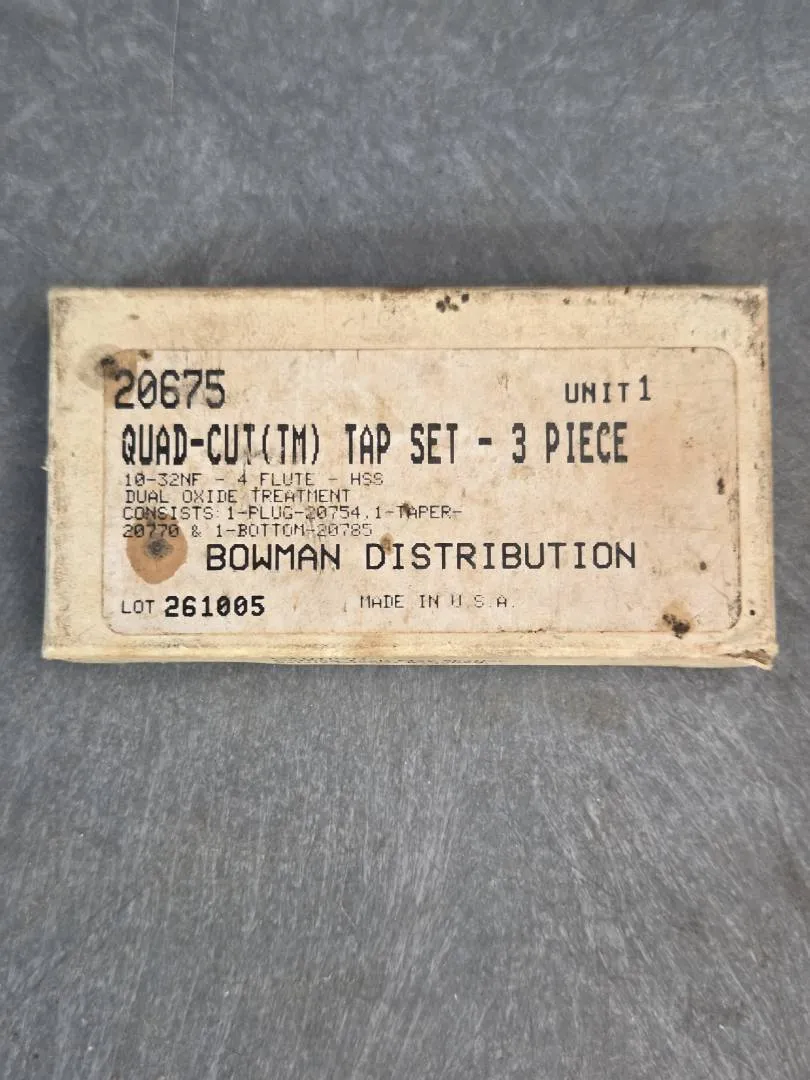 20675
UNIT 1
QUAD-CUT(TM) TAP SET - 3 PIECE
10-32NF - 4 FLUTE - HSS
DUAL OXIDE TREATMENT
CONSISTS: 1-PLUG-20754,1-TAPER-
20770 & 1-BOTTOM-20785
BOWMAN DISTRIBUTION
LOT 261005
MADE IN U.S.A.